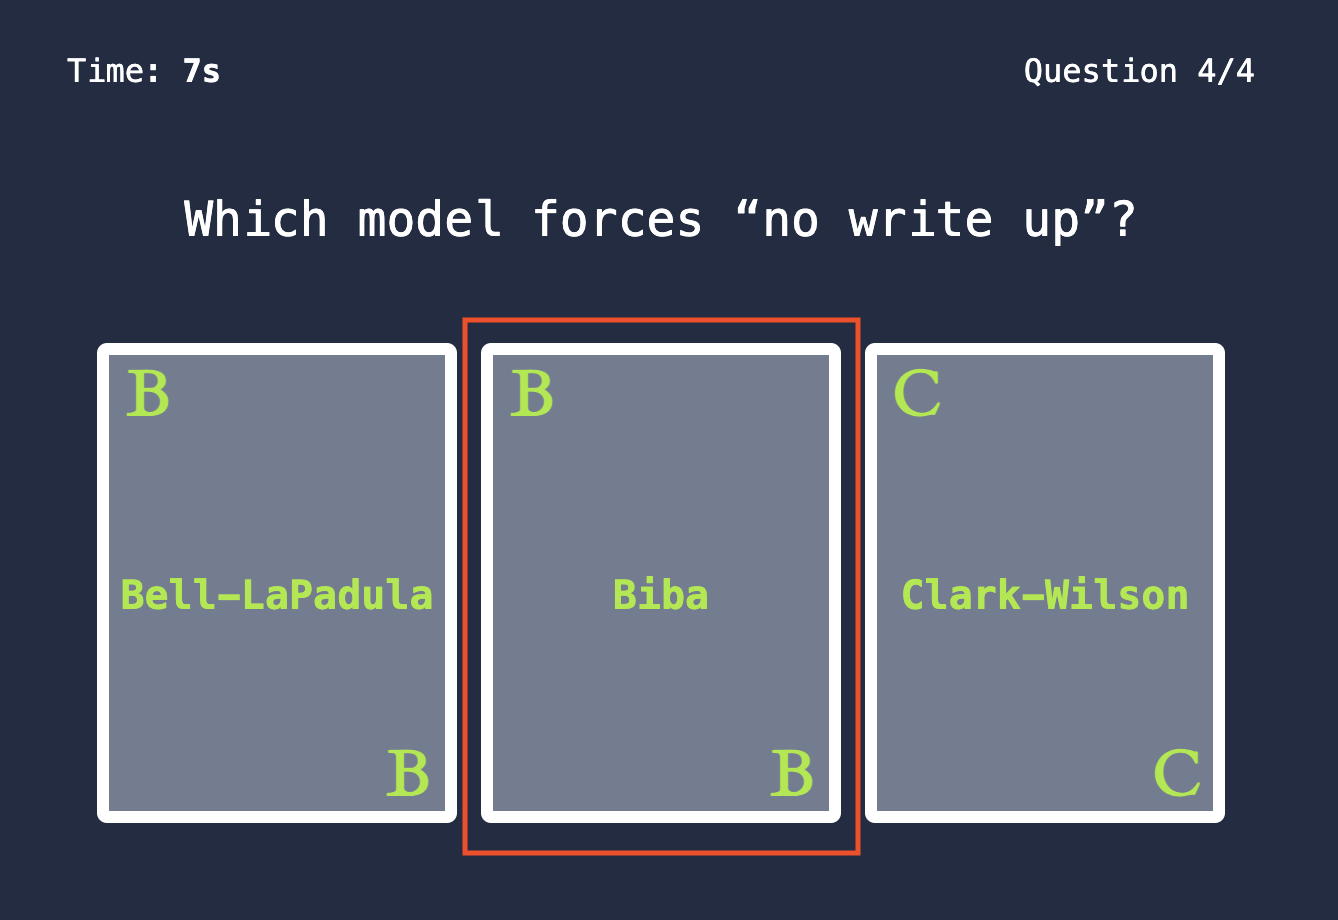 Time: 7s
Question 4/4
Which model forces “no write up”?
B
B
C
Bell-LaPadula
Biba
Clark-Wilson
B
B
C